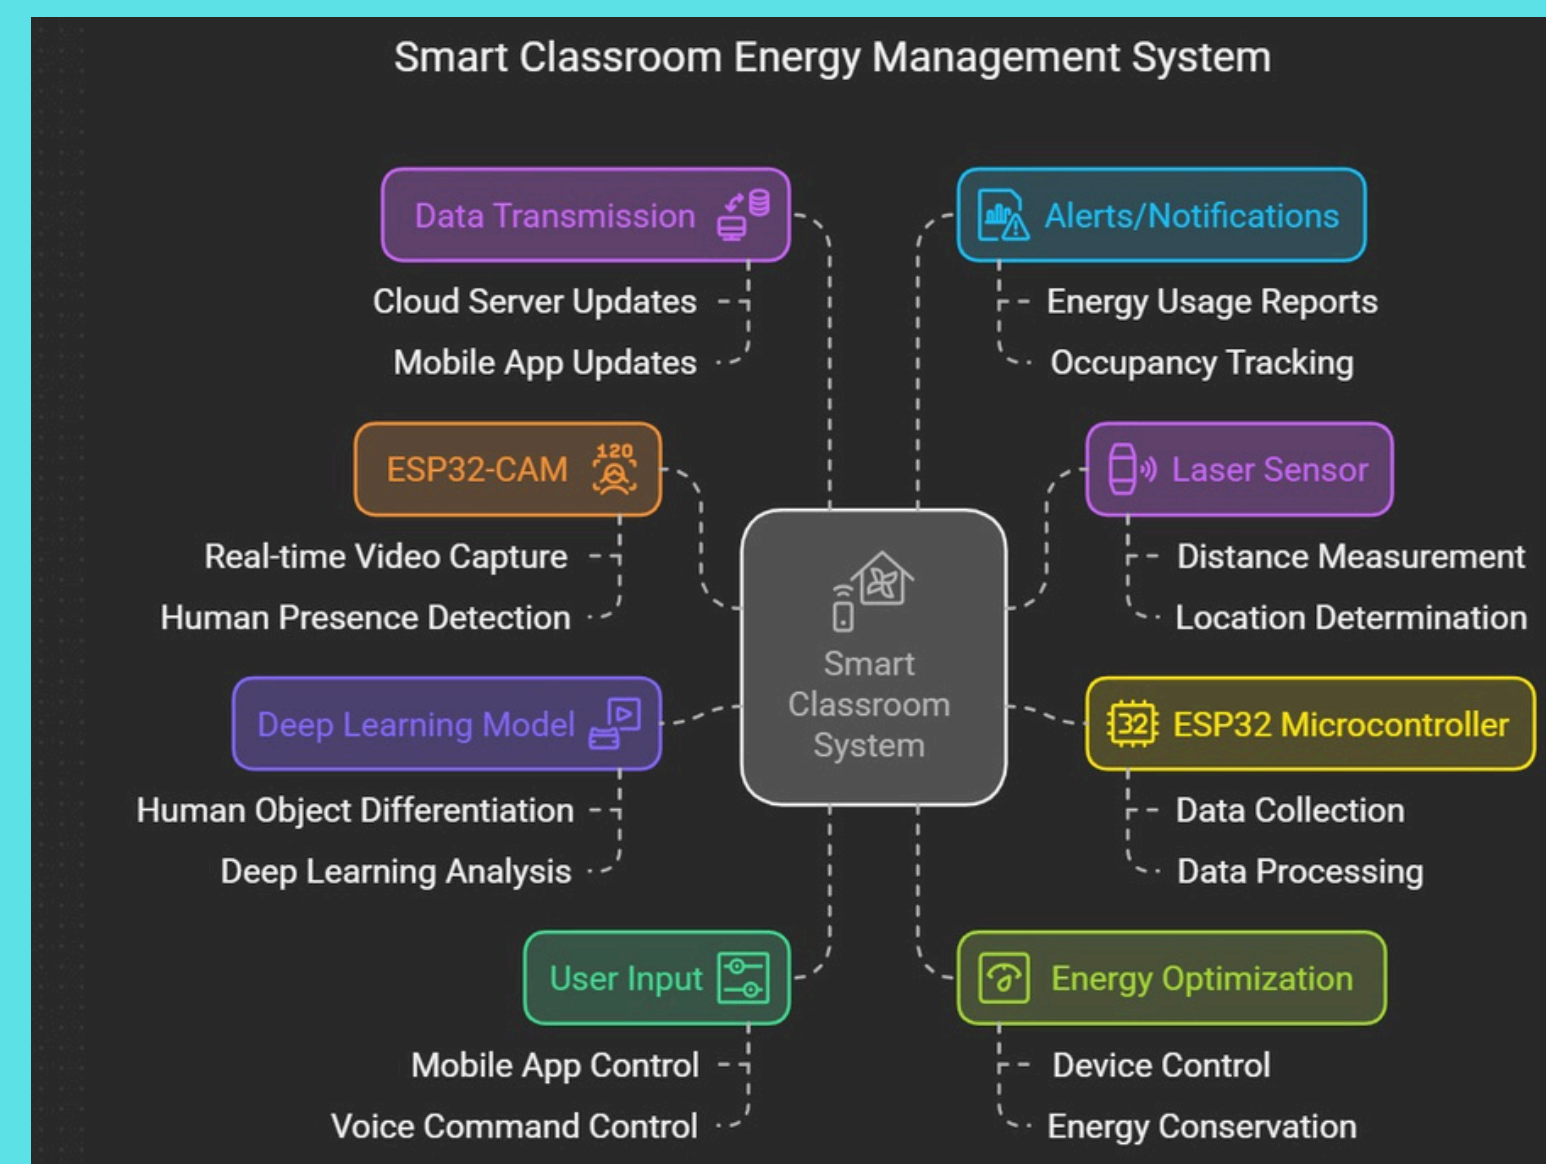 Smart Classroom Energy Management System
Data Transmission
Cloud Server Updates
Mobile App Updates
Alerts/Notifications
Energy Usage Reports
Occupancy Tracking
120
ESP32-CAM
Real-time Video Capture
Human Presence Detection
Laser Sensor
Distance Measurement
Location Determination
Smart
Classroom
System
Deep Learning Model
Human Object Differentiation
Deep Learning Analysis
32
ESP32 Microcontroller
Data Collection
Data Processing
User Input
Mobile App Control
Voice Command Control
Energy Optimization
Device Control
Energy Conservation